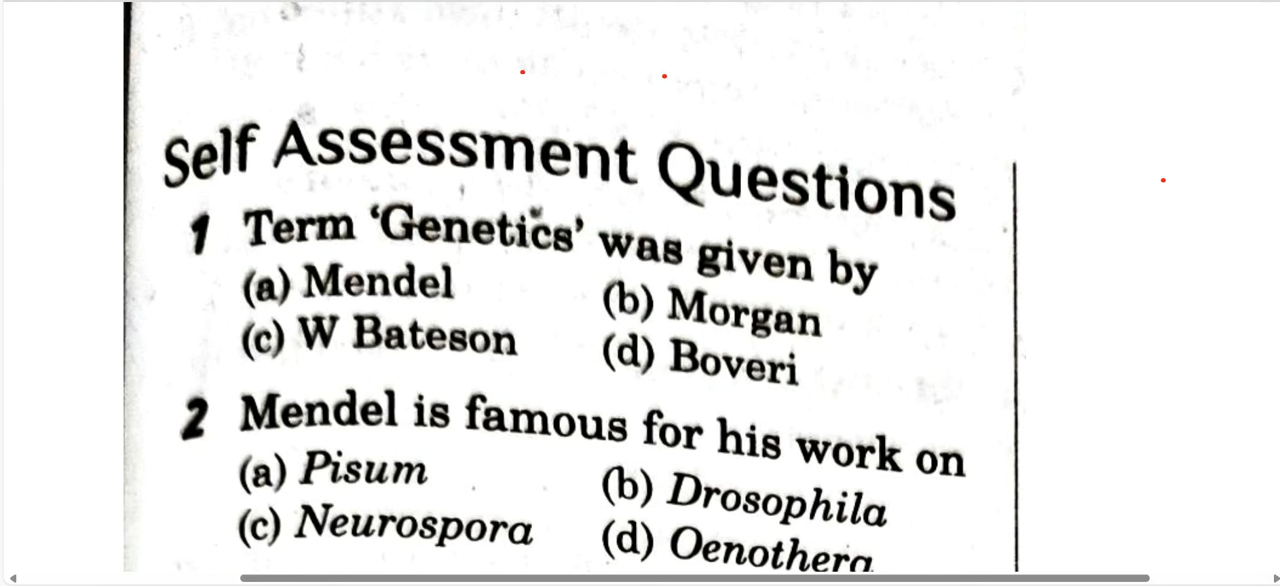 Self Assessment Questions
1 Term ‘Genetics’ was given by
(a) Mendel (b) Morgan
(c) W Bateson (d) Boveri
2 Mendel is famous for his work on
(a) Pisum (b) Drosophila
(c) Neurospora (d) Oenothera